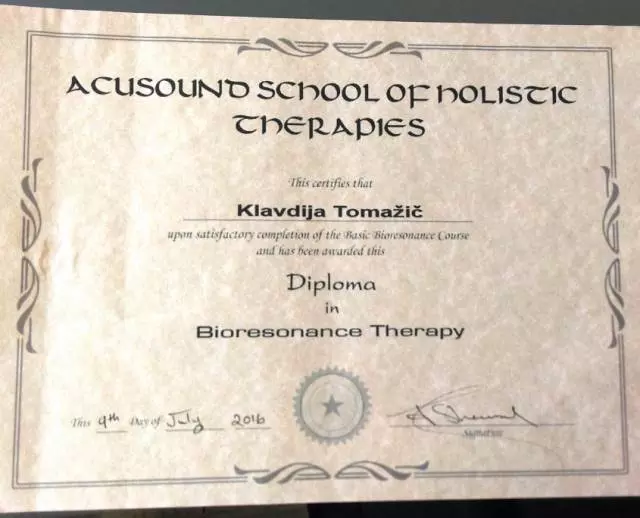 ACUSOUND SCHOOL OF HOLISTIC
THERAPIES
This certifies that
Klavdija Tomažič
upon satisfactory completion of the Basic Bioresonance Course
and has been awarded this
Diploma
in
Bioresonance Therapy
This 9th Day of July 2016
Signature